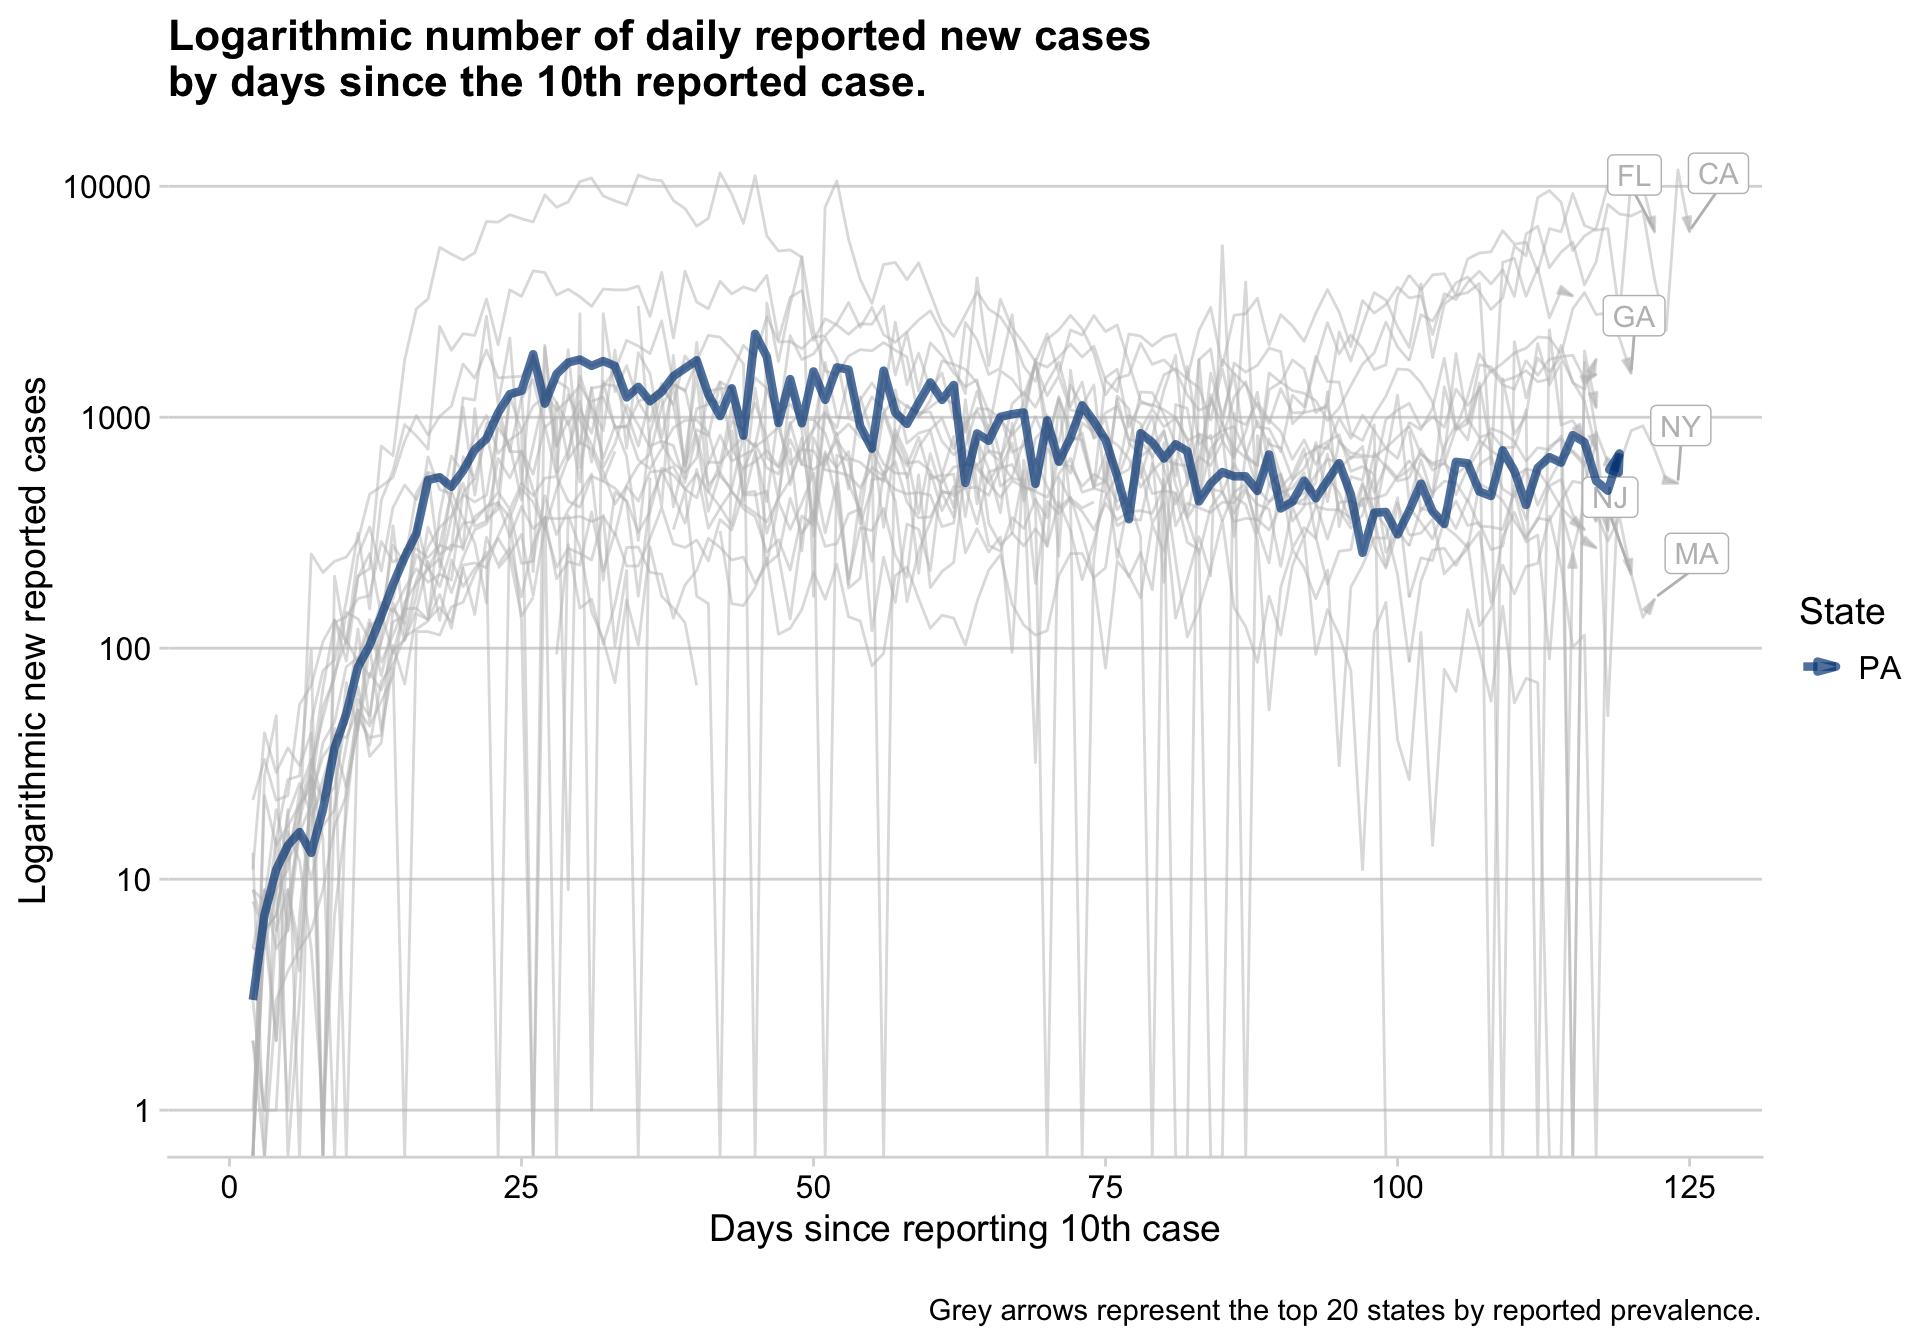 Logarithmic number of daily reported new cases
by days since the 10th reported case.
Logarithmic new reported cases
10000
1000
100
10
1
FL
CA
GA
NY
NJ
MA
State
PA
0
25
50
75
100
125
Days since reporting 10th case
Grey arrows represent the top 20 states by reported prevalence.